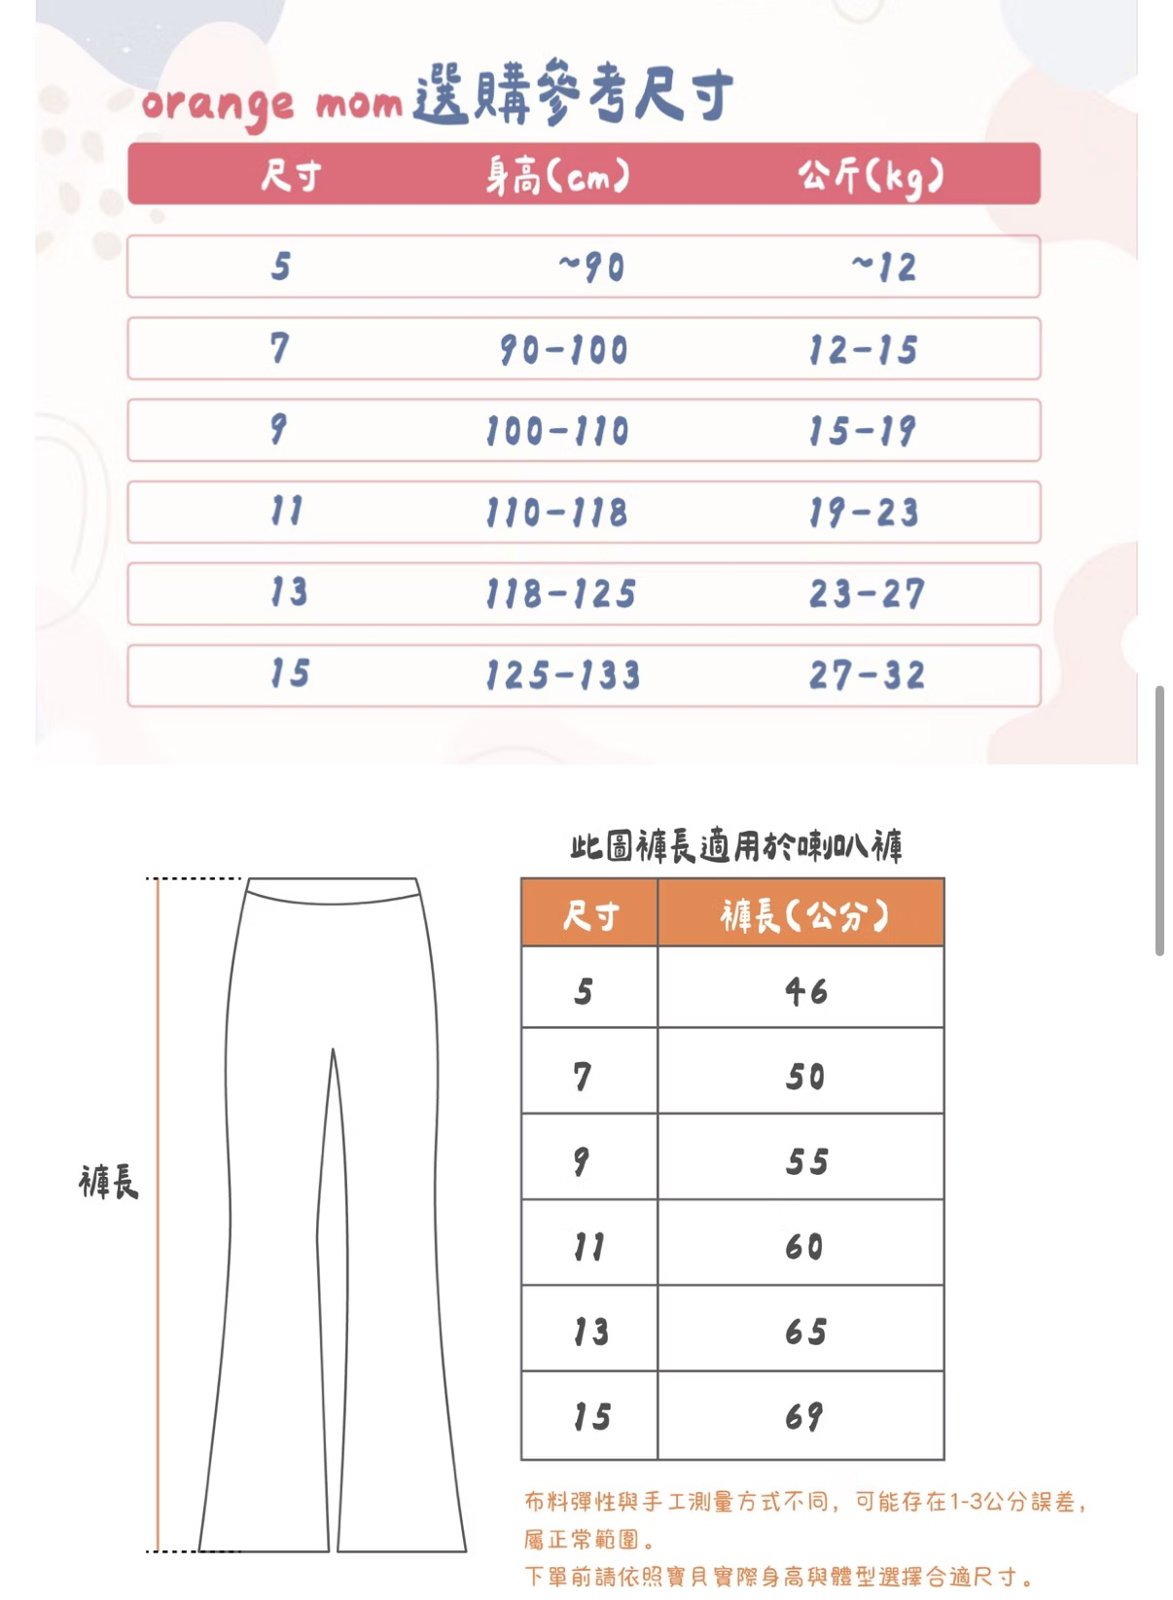 orange mom選購參考尺寸
尺寸 身高(cm) 公斤(kg)
5 ~90 ~12
7 90-100 12-15
9 100-110 15-19
11 110-118 19-23
13 118-125 23-27
15 125-133 27-32
此圖褲長適用於喇叭褲
尺寸 褲長(公分)
5 46
7 50
9 55
褲長
11 60
13 65
15 69
布料彈性與手工測量方式不同，可能存在1-3公分誤差，
屬正常範圍。
下單前請依照寶貝實際身高與體型選擇合適尺寸。